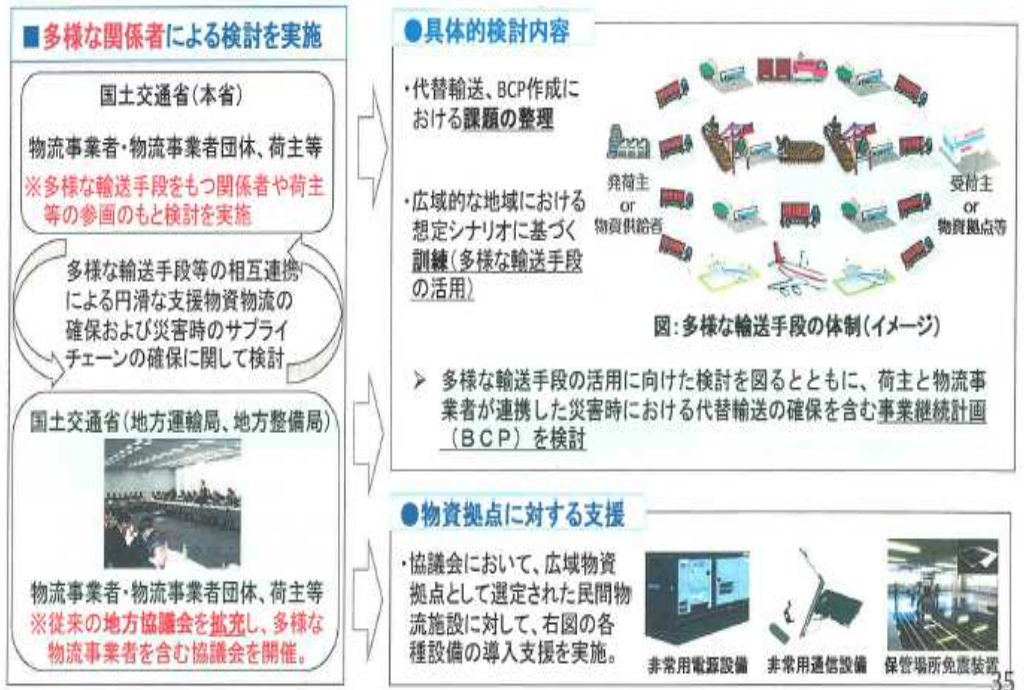 ■多様な関係者による検討を実施
国土交通省(本省)
物流事業者・物流事業者団体、荷主等
※多様な輸送手段をもつ関係者や荷主
等の参画のもと検討を実施
多様な輸送手段等の相互連携
による円滑な支援物資物流の
確保および災害時のサプライ
チェーンの確保に関して検討
国土交通省(地方運輸局、地方整備局)
物流事業者・物流事業者団体、荷主等
※従来の地方協議会を拡充し、多様な
物流事業者を含む協議会を開催。
●具体的検討内容
・代替輸送、BCP作成に
おける課題の整理
・広域的な地域における
想定シナリオに基づく
訓練(多様な輸送手段
の活用)
発荷主
or
物資供給者
受荷主
or
物資拠点等
図:多様な輸送手段の体制(イメージ)
➢ 多様な輸送手段の活用に向けた検討を図るとともに、荷主と物流事
業者が連携した災害時における代替輸送の確保を含む事業継続計画
(BCP)を検討
●物資拠点に対する支援
・協議会において、広域物資
拠点として選定された民間物
流施設に対して、右図の各
種設備の導入支援を実施。
非常用電源設備
非常用通信設備
保管場所免震装置
35